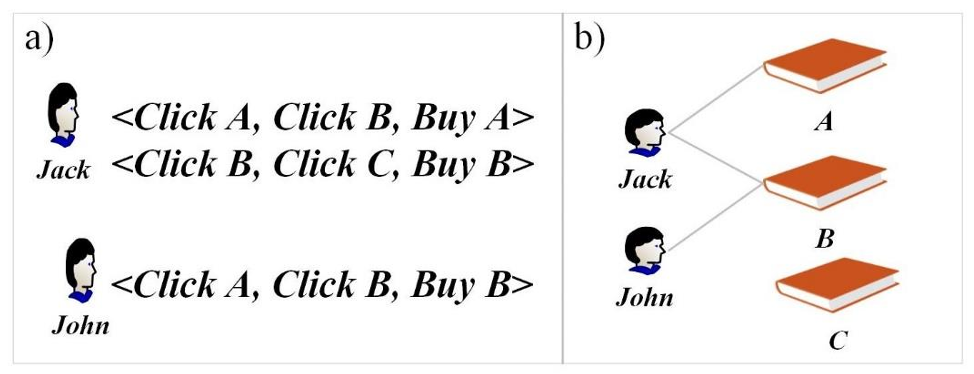 a)
<Click A, Click B, Buy A>
Jack
<Click B, Click C, Buy B>
<Click A, Click B, Buy B>
John
b)
A
Jack
B
John
C